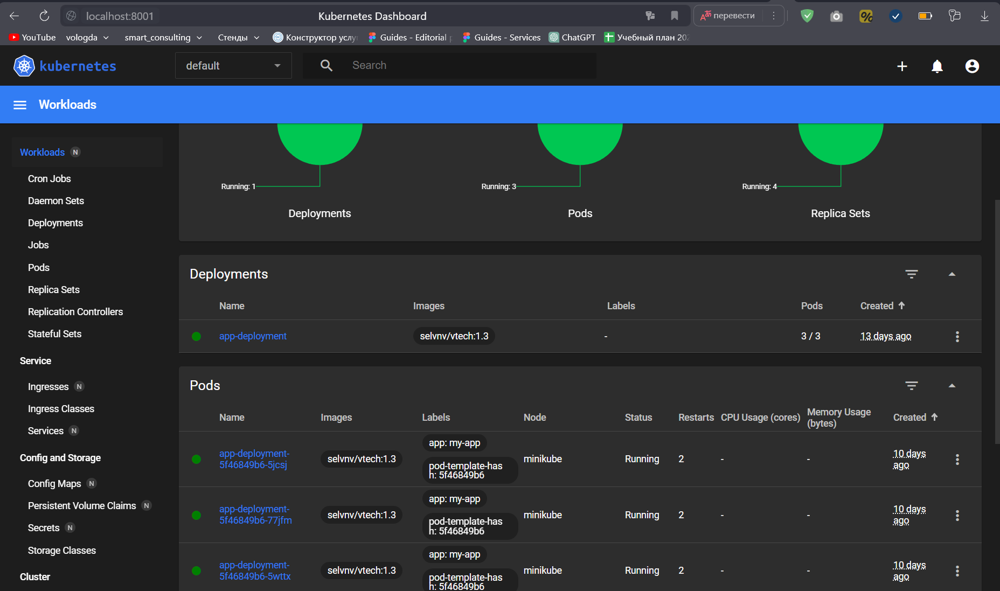 localhost:8001
Kubernetes Dashboard
перевести
YouTube
vologda
smart_consulting
Стенды
Конструктор услу
Guides - Editorial
Guides - Services
ChatGPT
Учебный план 202
kubernetes
default
Search
Workloads
Workloads N
Cron Jobs
Daemon Sets
Deployments
Jobs
Pods
Replica Sets
Replication Controllers
Stateful Sets
Service
Ingresses N
Ingress Classes
Services N
Config and Storage
Config Maps N
Persistent Volume Claims N
Secrets N
Storage Classes
Cluster
Running: 1
Deployments
Running: 3
Pods
Running: 4
Replica Sets
Deployments
Name Images Labels Pods Created
app-deployment selvnv/vtech:1.3 - 3 / 3 13 days ago
Pods
Name Images Labels Node Status Restarts CPU Usage (cores) Memory Usage (bytes) Created
app-deployment-
5f46849b6-5jcsj
selvnv/vtech:1.3
app: my-app
pod-template-has
h: 5f46849b6
minikube
Running
2
-
-
10 days
ago
app-deployment-
5f46849b6-77jfm
selvnv/vtech:1.3
app: my-app
pod-template-has
h: 5f46849b6
minikube
Running
2
-
-
10 days
ago
app-deployment-
5f46849b6-5wttx
selvnv/vtech:1.3
app: my-app
pod-template-has
h: 5f46849b6
minikube
Running
2
-
-
10 days
ago